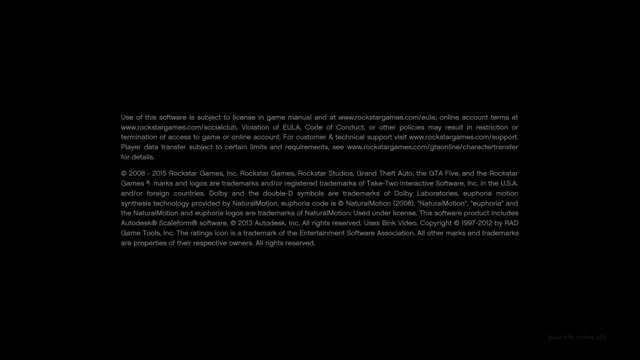 Use of this software is subject to license in game manual and at www.rockstargames.com/eula; online account terms at
www.rockstargames.com/socialclub. Violation of EULA, Code of Conduct, or other policies may result in restriction or
termination of access to game or online account. For customer & technical support visit www.rockstargames.com/support.
Player data transfer subject to certain limits and requirements, see www.rockstargames.com/gtaonline/charactertransfer
for details.
© 2008 - 2015 Rockstar Games, Inc. Rockstar Games, Rockstar Studios, Grand Theft Auto, the GTA Five, and the Rockstar
Games R* marks and logos are trademarks and/or registered trademarks of Take-Two Interactive Software, Inc. in the U.S.A.
and/or foreign countries. Dolby and the double-D symbols are trademarks of Dolby Laboratories. euphoria motion
synthesis technology provided by NaturalMotion. euphoria code is © NaturalMotion (2008). "NaturalMotion", "euphoria" and
the NaturalMotion and euphoria logos are trademarks of NaturalMotion. Used under license. This software product includes
Autodesk® Scaleform® software, © 2013 Autodesk, Inc. All rights reserved. Uses Bink Video. Copyright © 1997-2012 by RAD
Game Tools, Inc. The ratings icon is a trademark of the Entertainment Software Association. All other marks and trademarks
are properties of their respective owners. All rights reserved.